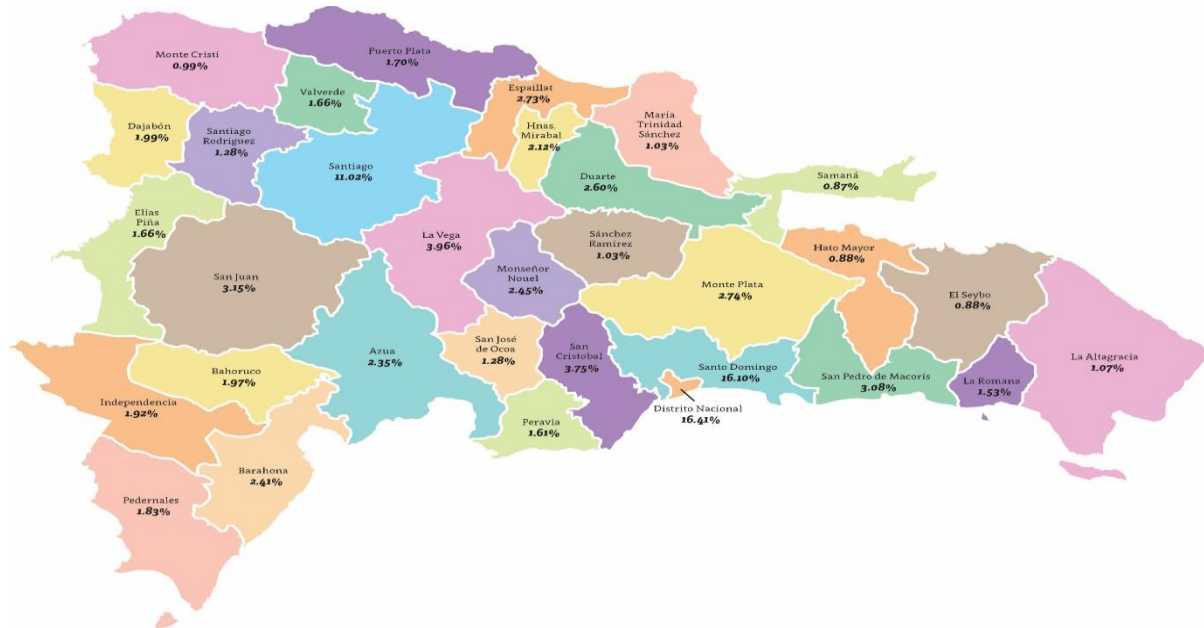 Monte Cristi
0.99%
Puerto Plata
1.70%
Valverde
1.66%
Espaillat
2.73%
Dajabón
1.99%
Santiago
Rodriguez
1.28%
Hnas.
Mirabal
2.12%
María
Trinidad
Sánchez
1.03%
Santiago
11.02%
Duarte
2.60%
Samaná
0.87%
Elías
Piña
1.66%
La Vega
3.96%
Sánchez
Ramírez
1.03%
Hato Mayor
0.88%
San Juan
3.15%
Monseñor
Nouel
2.45%
Monte Plata
2.74%
El Seybo
0.88%
Azua
2.35%
San José
de Ocoa
1.28%
San
Cristobal
3.75%
Santo Domingo
16.10%
San Pedro de Macorís
3.08%
La Romana
1.53%
La Altagracia
1.07%
Bahoruco
1.97%
Independencia
1.92%
Distrito Nacional
16.41%
Peravia
1.61%
Barahona
2.41%
Pedernales
1.83%